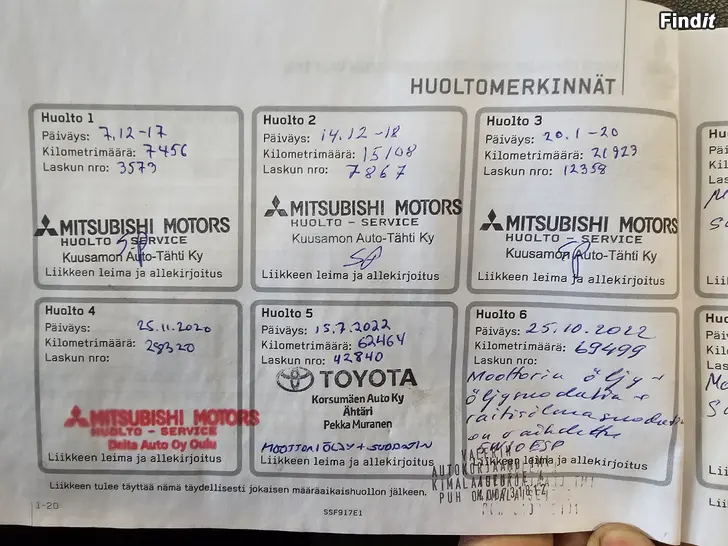 Findit
HUOLTOMERKINNÄT
Huolto 1
Päiväys: 7.12-17
Kilometrimäärä: 7456
Laskun nro: 3573
MITSUBISHI MOTORS
HUOLTO - SERVICE
Kuusamon Auto-Tähti Ky
Liikkeen leima ja allekirjoitus
Huolto 2
Päiväys: 14.12-18
Kilometrimäärä: 15108
Laskun nro: 7867
MITSUBISHI MOTORS
HUOLTO - SERVICE
Kuusamon Auto-Tähti Ky
Liikkeen leima ja allekirjoitus
Huolto 3
Päiväys: 20.1-20
Kilometrimäärä: 21923
Laskun nro: 12358
MITSUBISHI MOTORS
HUOLTO - SERVICE
Kuusamon Auto-Tähti Ky
Liikkeen leima ja allekirjoitus
Huolto 4
Päiväys: 25.11.2020
Kilometrimäärä: 28320
Laskun nro:
MITSUBISHI MOTORS
HUOLTO - SERVICE
Delta Auto Oy Oulu
Liikkeen leima ja allekirjoitus
Huolto 5
Päiväys: 15.7.2022
Kilometrimäärä: 62464
Laskun nro: 42840
TOYOTA
Korsumäen Auto Ky
Ähtäri
Pekka Muranen
MOOTTORIÖLJY + SUODATIN
Liikkeen leima ja allekirjoitus
Huolto 6
Päiväys: 25.10.2022
Kilometrimäärä: 69499
Moottoria öljy +
öljynsuodatin +
raitisilmasuodatin
on vaihdettu
Liikkeen leima ja allekirjoitus
Liikkeen tulee täyttää nämä täydellisesti jokaisen määräaikaishuollon jälkeen.
1-20
SSF917E1